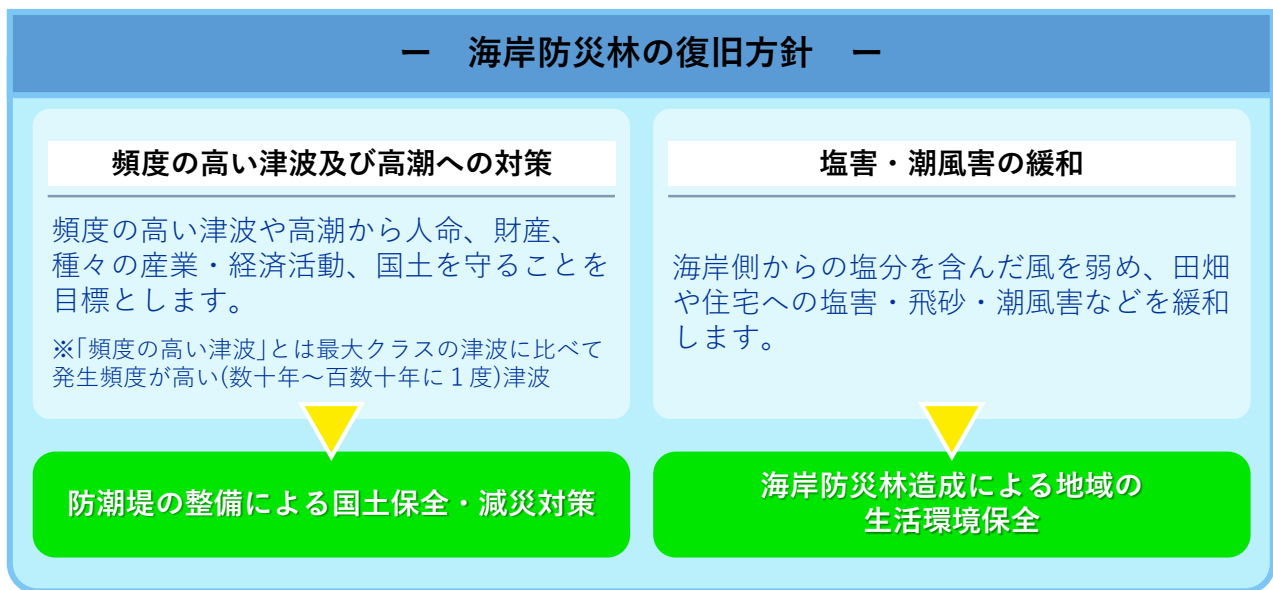 ー　海岸防災林の復旧方針　ー
頻度の高い津波及び高潮への対策
頻度の高い津波や高潮から人命、財産、
種々の産業・経済活動、国土を守ることを
目標とします。
※｢頻度の高い津波｣とは最大クラスの津波に比べて
発生頻度が高い(数十年～百数十年に１度)津波
防潮堤の整備による国土保全・減災対策
塩害・潮風害の緩和
海岸側からの塩分を含んだ風を弱め、田畑
や住宅への塩害・飛砂・潮風害などを緩和
します。
海岸防災林造成による地域の
生活環境保全